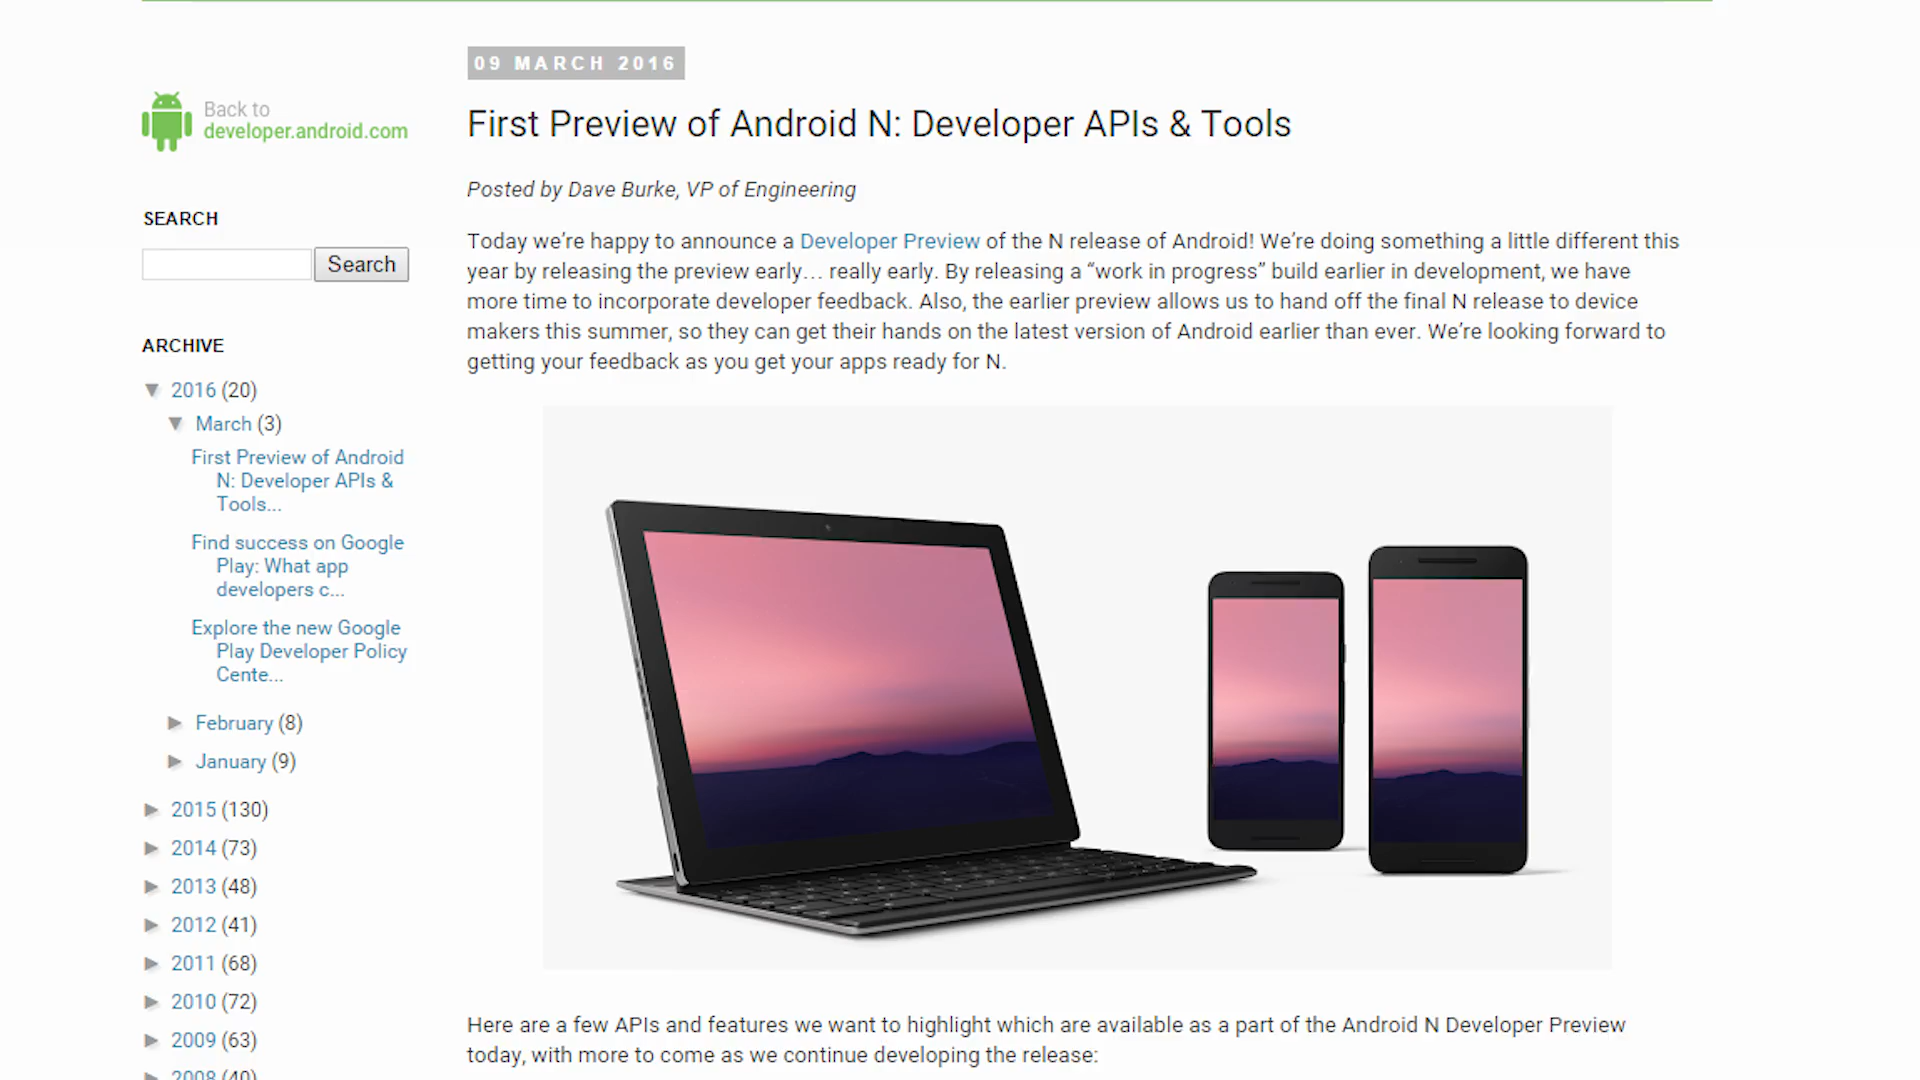 09 MARCH 2016
First Preview of Android N: Developer APIs & Tools
Posted by Dave Burke, VP of Engineering
Today we’re happy to announce a Developer Preview of the N release of Android! We’re doing something a little different this
year by releasing the preview early… really early. By releasing a “work in progress” build earlier in development, we have
more time to incorporate developer feedback. Also, the earlier preview allows us to hand off the final N release to device
makers this summer, so they can get their hands on the latest version of Android earlier than ever. We’re looking forward to
getting your feedback as you get your apps ready for N.
Here are a few APIs and features we want to highlight which are available as a part of the Android N Developer Preview
today, with more to come as we continue developing the release:
Back to
developer.android.com
SEARCH
Search
ARCHIVE
▼ 2016 (20)
▼ March (3)
First Preview of Android
N: Developer APIs &
Tools...
Find success on Google
Play: What app
developers c...
Explore the new Google
Play Developer Policy
Cente...
► February (8)
► January (9)
► 2015 (130)
► 2014 (73)
► 2013 (48)
► 2012 (41)
► 2011 (68)
► 2010 (72)
► 2009 (63)
► 2008 (40)